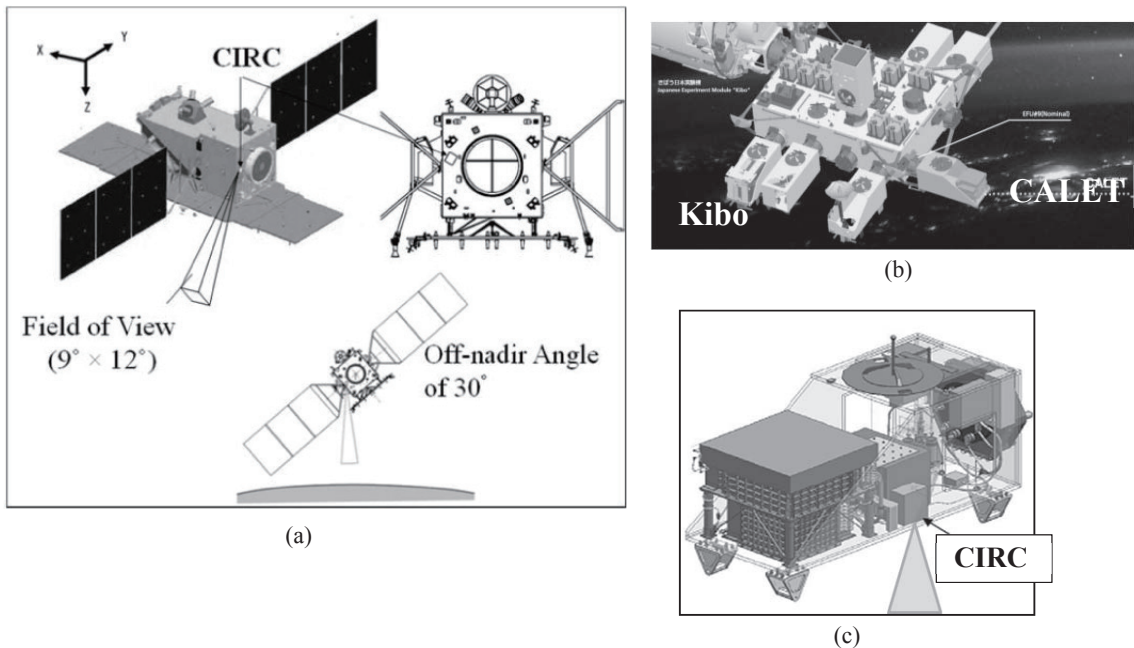 X
Y
Z
CIRC
Field of View
(9° × 12°)
Off-nadir Angle
of 30°
(a)
きぼう日本実験棟
Japanese Experiment Module "Kibo"
EFU#9(Nominal)
CALET
CALET
Kibo
(b)
CIRC
(c)